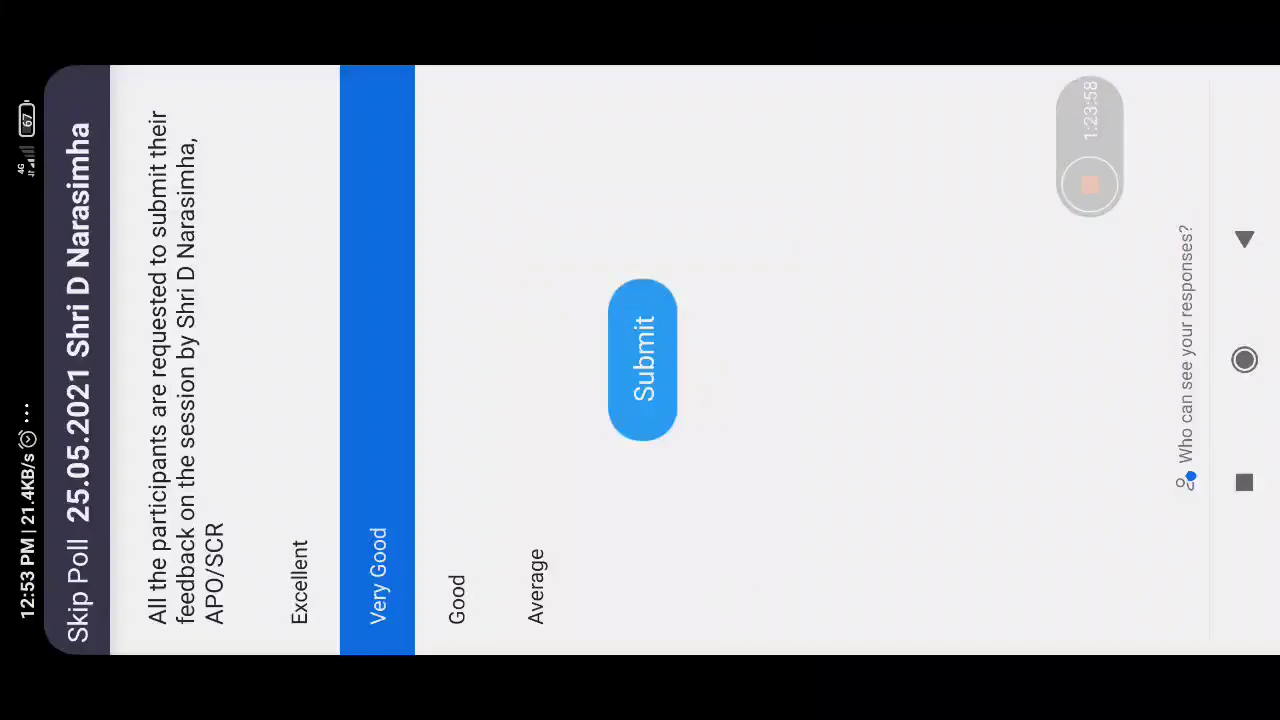 12:53 PM | 21.4KB/s ... 4G 67
Skip Poll 25.05.2021 Shri D Narasimha
All the participants are requested to submit their
feedback on the session by Shri D Narasimha,
APO/SCR
Excellent
Very Good
Good
Average
Submit
1:23:58
Who can see your responses?